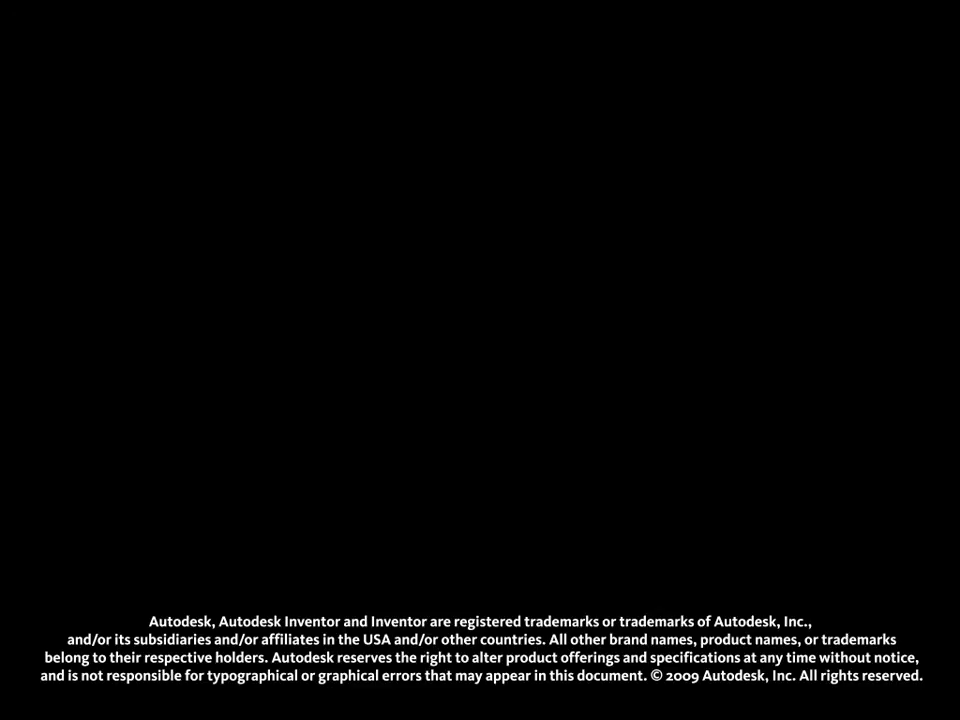 Autodesk, Autodesk Inventor and Inventor are registered trademarks or trademarks of Autodesk, Inc.,
and/or its subsidiaries and/or affiliates in the USA and/or other countries. All other brand names, product names, or trademarks
belong to their respective holders. Autodesk reserves the right to alter product offerings and specifications at any time without notice,
and is not responsible for typographical or graphical errors that may appear in this document. © 2009 Autodesk, Inc. All rights reserved.